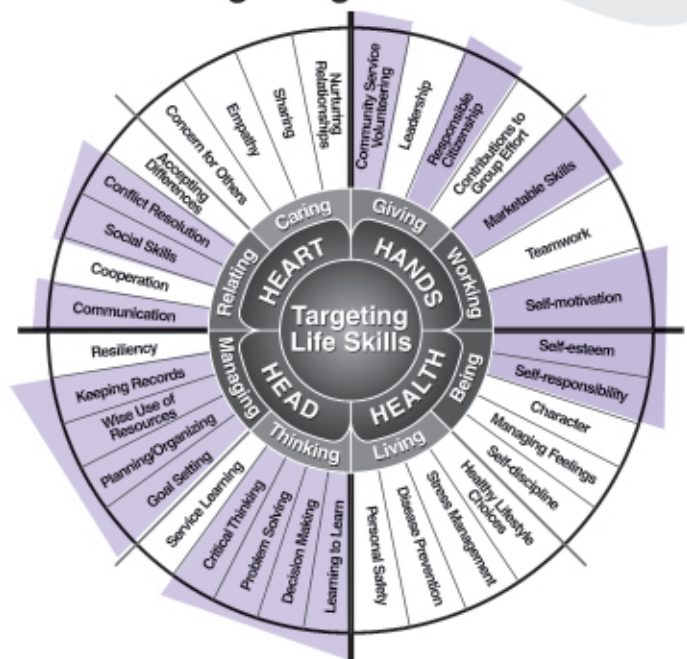 Targeting
Life Skills
HEART
HANDS
HEALTH
HEAD
Caring
Giving
Working
Being
Living
Thinking
Managing
Relating
Nurturing
Relationships
Sharing
Empathy
Concern for Others
Accepting
Differences
Conflict Resolution
Social Skills
Cooperation
Communication
Community Service
Volunteering
Leadership
Responsible
Citizenship
Contributions to
Group Effort
Marketable Skills
Teamwork
Self-motivation
Self-esteem
Self-responsibility
Character
Managing Feelings
Self-discipline
Healthy Lifestyle
Choices
Stress Management
Disease Prevention
Personal Safety
Learning to Learn
Decision Making
Problem Solving
Critical Thinking
Service Learning
Goal Setting
Planning/Organizing
Wise Use of
Resources
Keeping Records
Resiliency